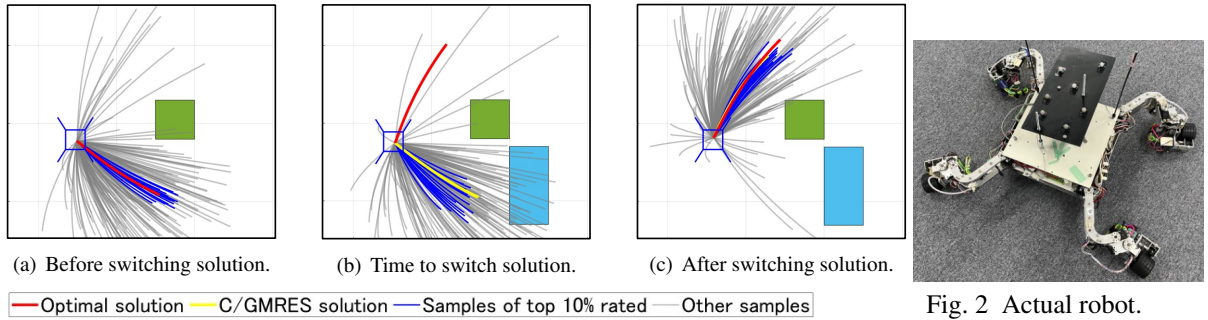 (a) Before switching solution.
(b) Time to switch solution.
(c) After switching solution.
Optimal solution C/GMRES solution Samples of top 10% rated Other samples
Fig. 2 Actual robot.